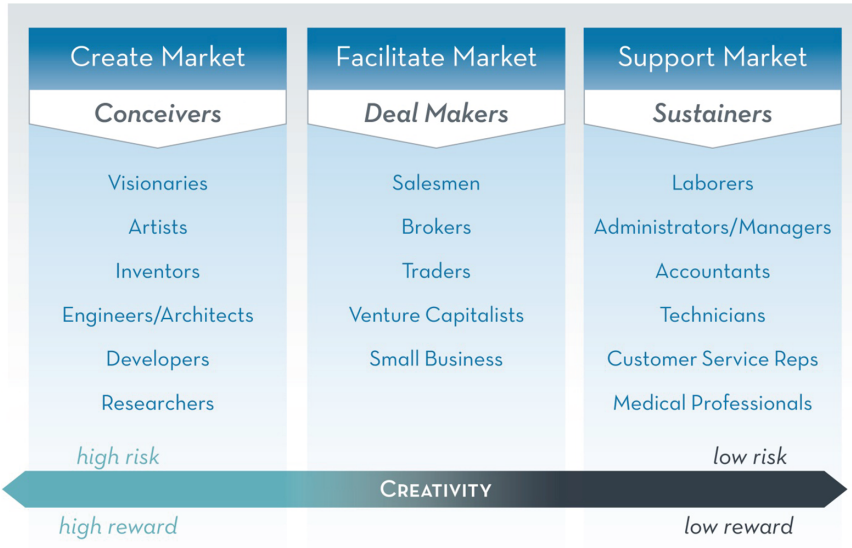 Create Market
Conceivers
Visionaries
Artists
Inventors
Engineers/Architects
Developers
Researchers
Facilitate Market
Deal Makers
Salesmen
Brokers
Traders
Venture Capitalists
Small Business
Support Market
Sustainers
Laborers
Administrators/Managers
Accountants
Technicians
Customer Service Reps
Medical Professionals
high risk
low risk
CREATIVITY
high reward
low reward